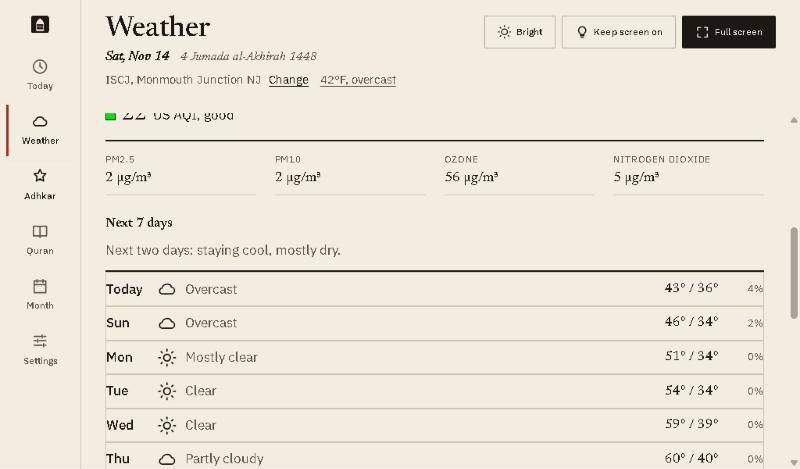 Weather
Bright
Keep screen on
Full screen
Sat, Nov 14 4 Jumada al-Akhirah 1448
ISCJ, Monmouth Junction NJ Change 42°F, overcast
Today
Weather
Adhkar
Quran
Month
Settings
22 US AQI, good
PM2.5 PM10 OZONE NITROGEN DIOXIDE
2 µg/m³ 2 µg/m³ 56 µg/m³ 5 µg/m³
Next 7 days
Next two days: staying cool, mostly dry.
Today Overcast 43° / 36° 4%
Sun Overcast 46° / 34° 2%
Mon Mostly clear 51° / 34° 0%
Tue Clear 54° / 34° 0%
Wed Clear 59° / 39° 0%
Thu Partly cloudy 60° / 40° 0%